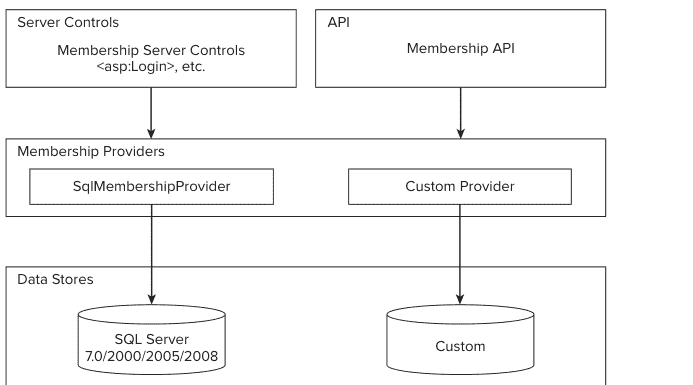 Server Controls
Membership Server Controls
<asp:Login>, etc.
API
Membership API
Membership Providers
SqlMembershipProvider
Custom Provider
Data Stores
SQL Server
7.0/2000/2005/2008
Custom